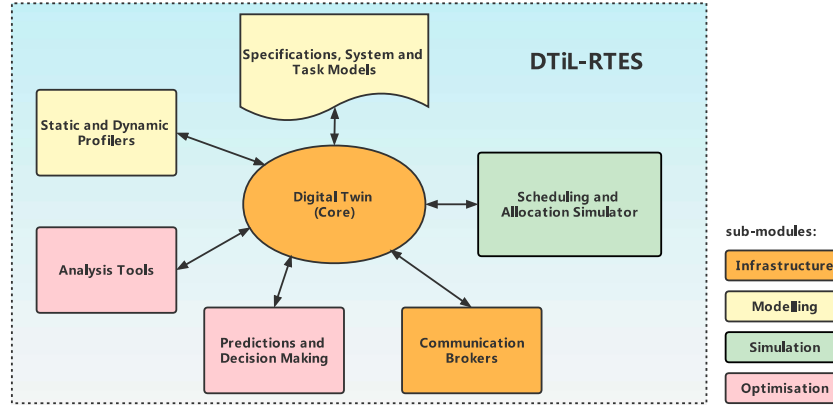 Specifications, System and
Task Models
DTiL-RTES
Static and Dynamic
Profilers
Digital Twin
(Core)
Scheduling and
Allocation Simulator
Analysis Tools
Predictions and
Decision Making
Communication
Brokers
sub-modules:
Infrastructure
Modelling
Simulation
Optimisation